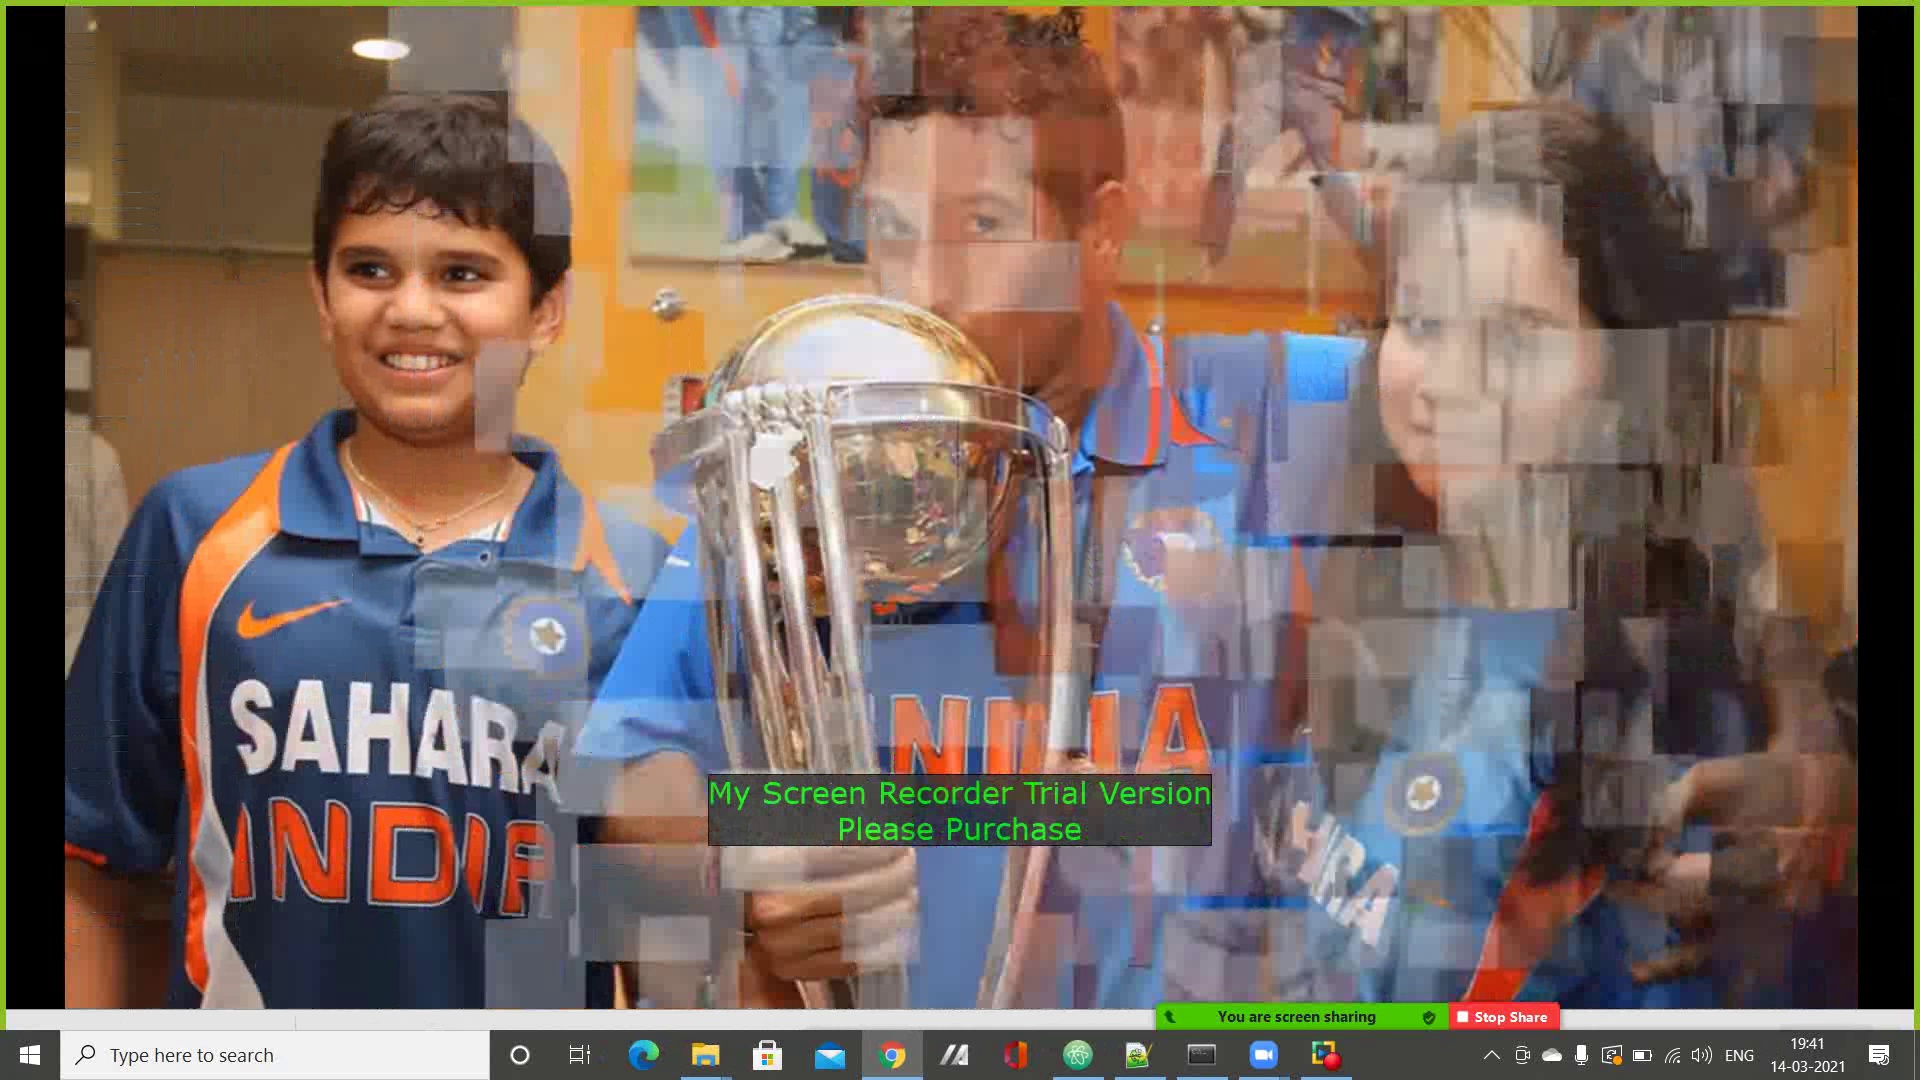 SAHARA
INDIA
INDIA
My Screen Recorder Trial Version
Please Purchase
You are screen sharing
Stop Share
Type here to search
ENG
19:41
14-03-2021